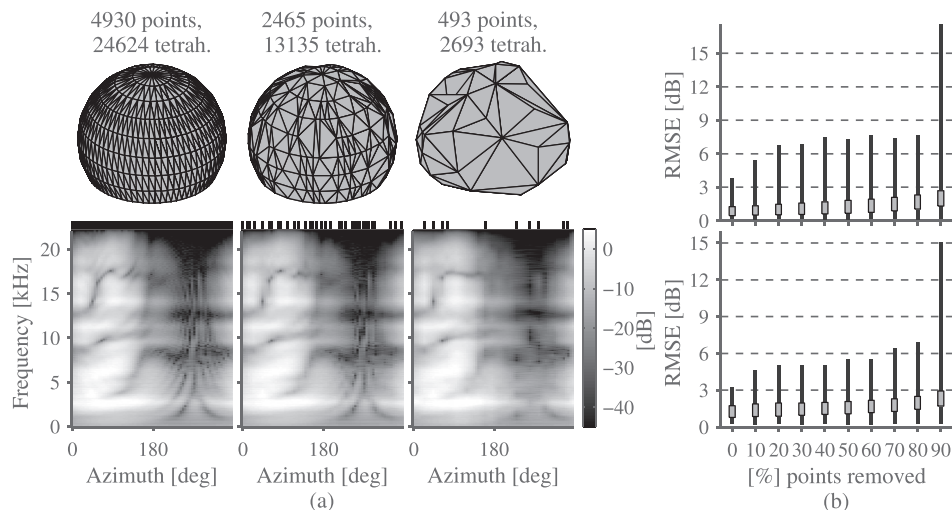 4930 points,
24624 tetrah.
2465 points,
13135 tetrah.
493 points,
2693 tetrah.
Frequency [kHz]
20
15
10
5
0
0 180
0 180
0 180
Azimuth [deg]
Azimuth [deg]
Azimuth [deg]
0
−10
−20
−30
−40
[dB]
(a)
RMSE [dB]
15
12
9
6
3
0
RMSE [dB]
15
12
9
6
3
0
0 10 20 30 40 50 60 70 80 90
[%] points removed
(b)